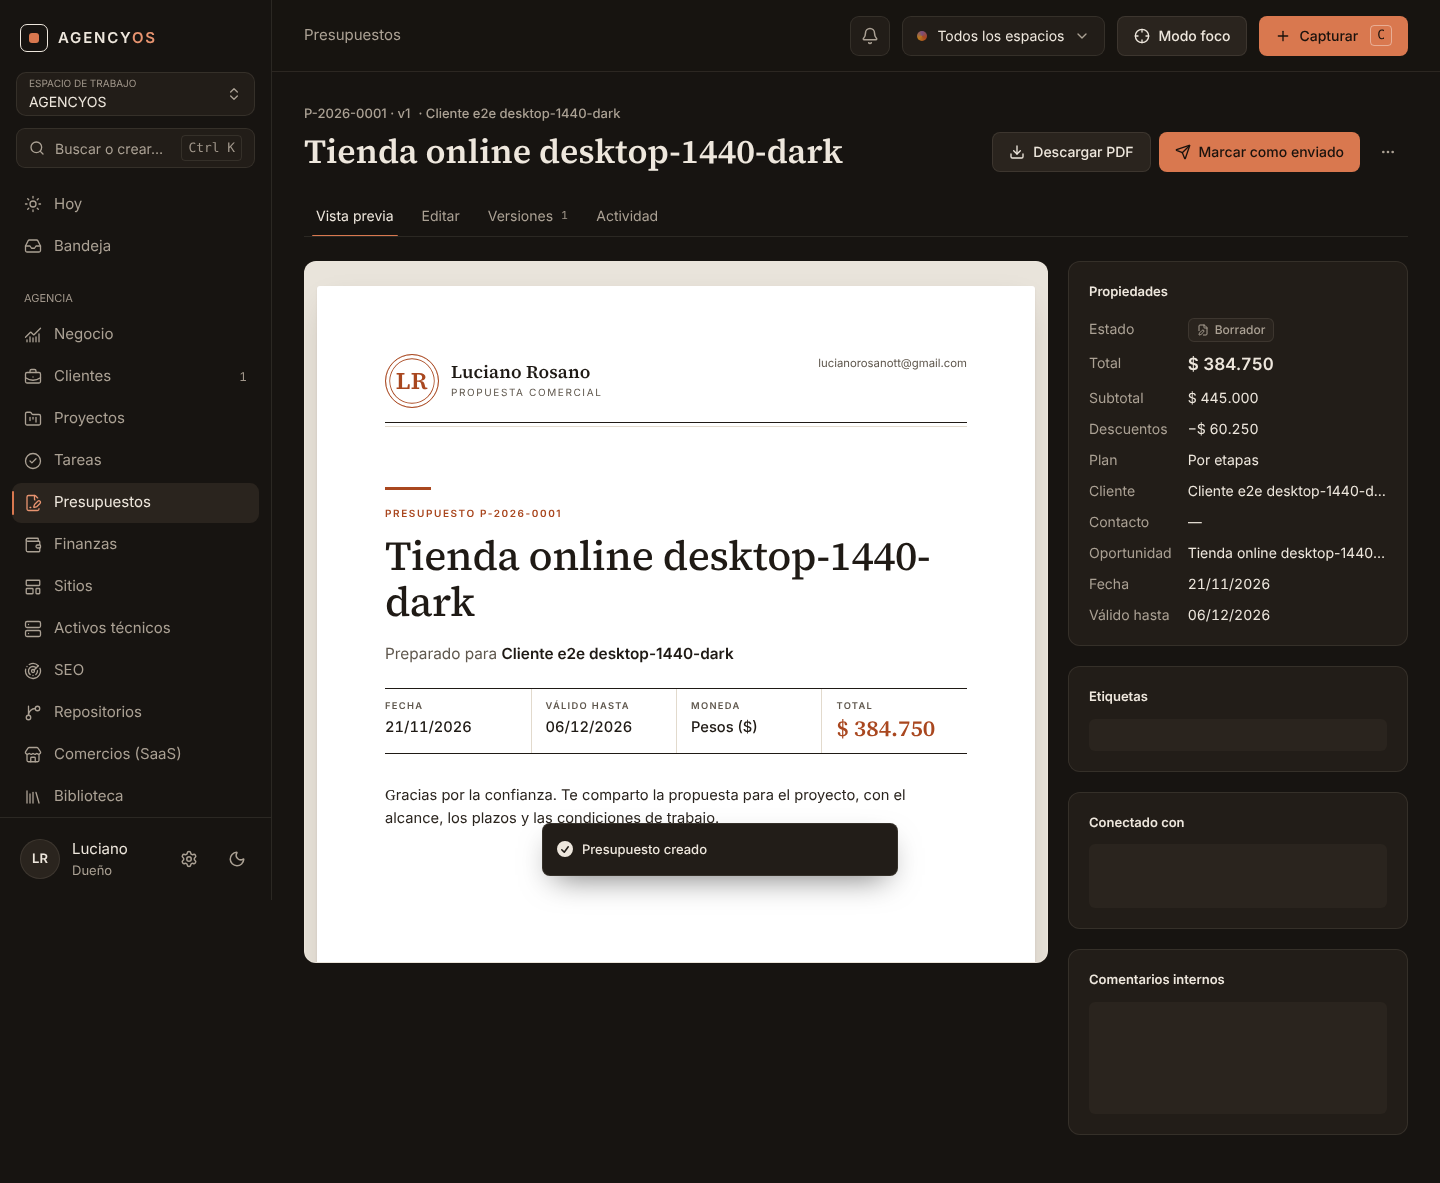 AGENCYOS
ESPACIO DE TRABAJO
AGENCYOS
Buscar o crear... Ctrl K
Hoy
Bandeja
AGENCIA
Negocio
Clientes 1
Proyectos
Tareas
Presupuestos
Finanzas
Sitios
Activos técnicos
SEO
Repositorios
Comercios (SaaS)
Biblioteca
LR
Luciano
Dueño
Presupuestos
Todos los espacios
Modo foco
Capturar C
P-2026-0001 · v1 · Cliente e2e desktop-1440-dark
Tienda online desktop-1440-dark
Descargar PDF
Marcar como enviado
Vista previa
Editar
Versiones 1
Actividad
LR
Luciano Rosano
PROPUESTA COMERCIAL
lucianorosanott@gmail.com
PRESUPUESTO P-2026-0001
Tienda online desktop-1440-
dark
Preparado para Cliente e2e desktop-1440-dark
FECHA
21/11/2026
VÁLIDO HASTA
06/12/2026
MONEDA
Pesos ($)
TOTAL
$ 384.750
Gracias por la confianza. Te comparto la propuesta para el proyecto, con el
alcance, los plazos y las condiciones de trabajo.
Presupuesto creado
Propiedades
Estado Borrador
Total $ 384.750
Subtotal $ 445.000
Descuentos −$ 60.250
Plan Por etapas
Cliente Cliente e2e desktop-1440-d...
Contacto —
Oportunidad Tienda online desktop-1440...
Fecha 21/11/2026
Válido hasta 06/12/2026
Etiquetas
Conectado con
Comentarios internos